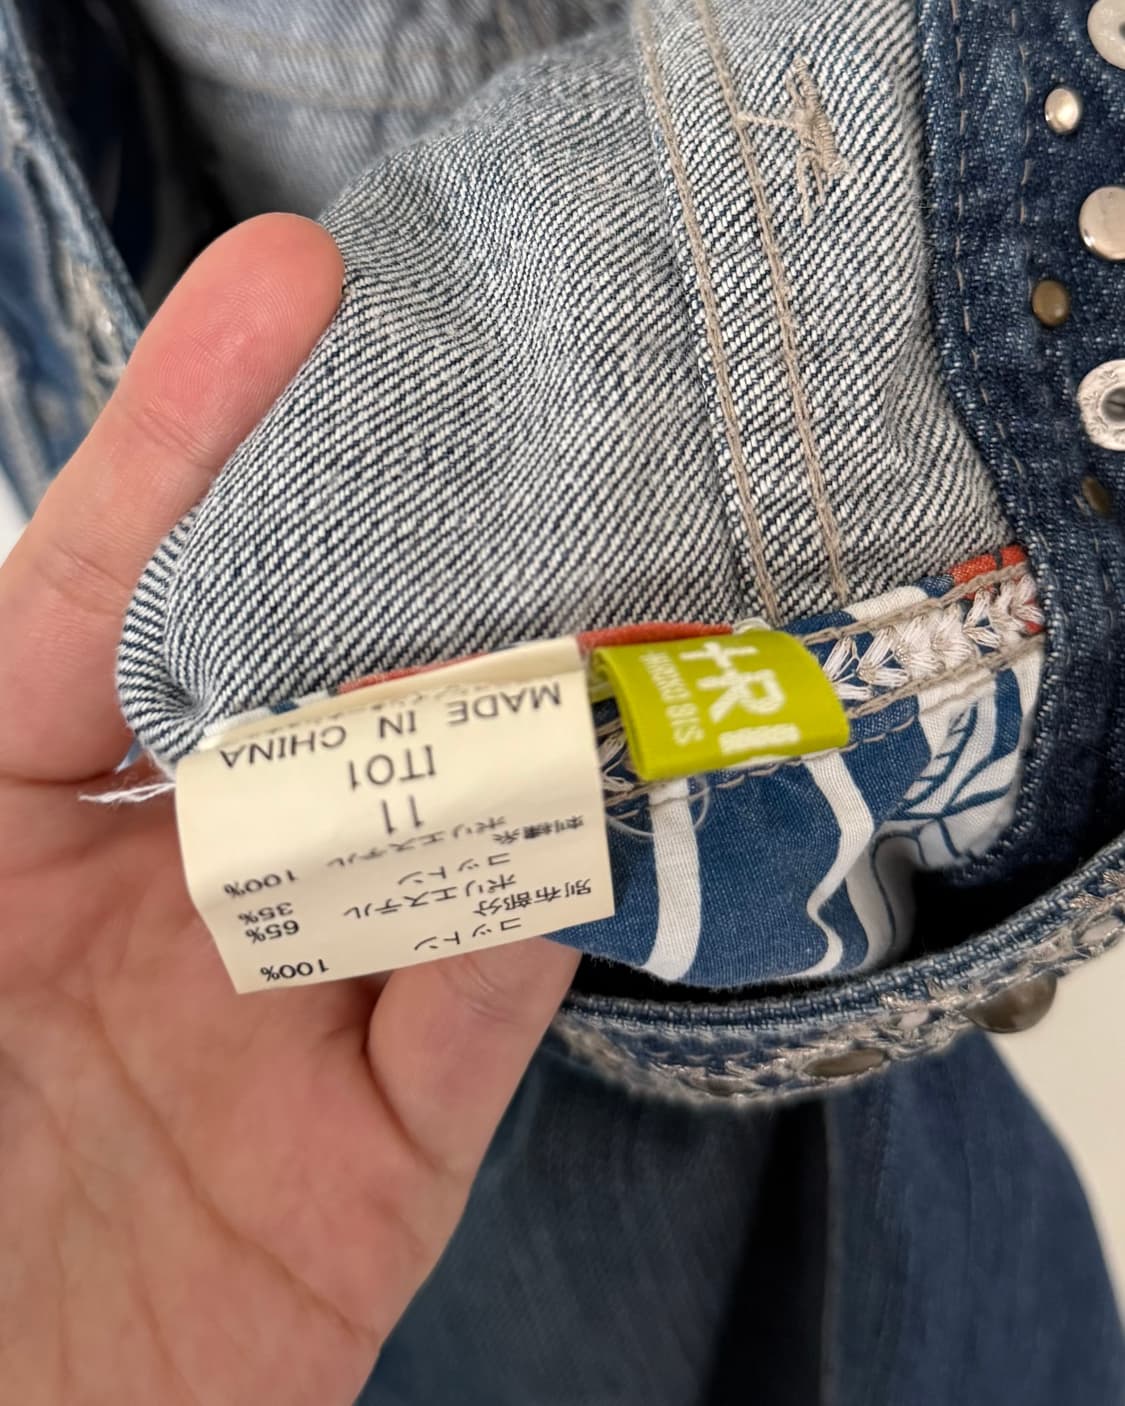 コットン 100%
別布部分
ポリエステル 65%
コットン 35%
刺繍糸 ポリエステル 100%
11
IT01
MADE IN CHINA
+R